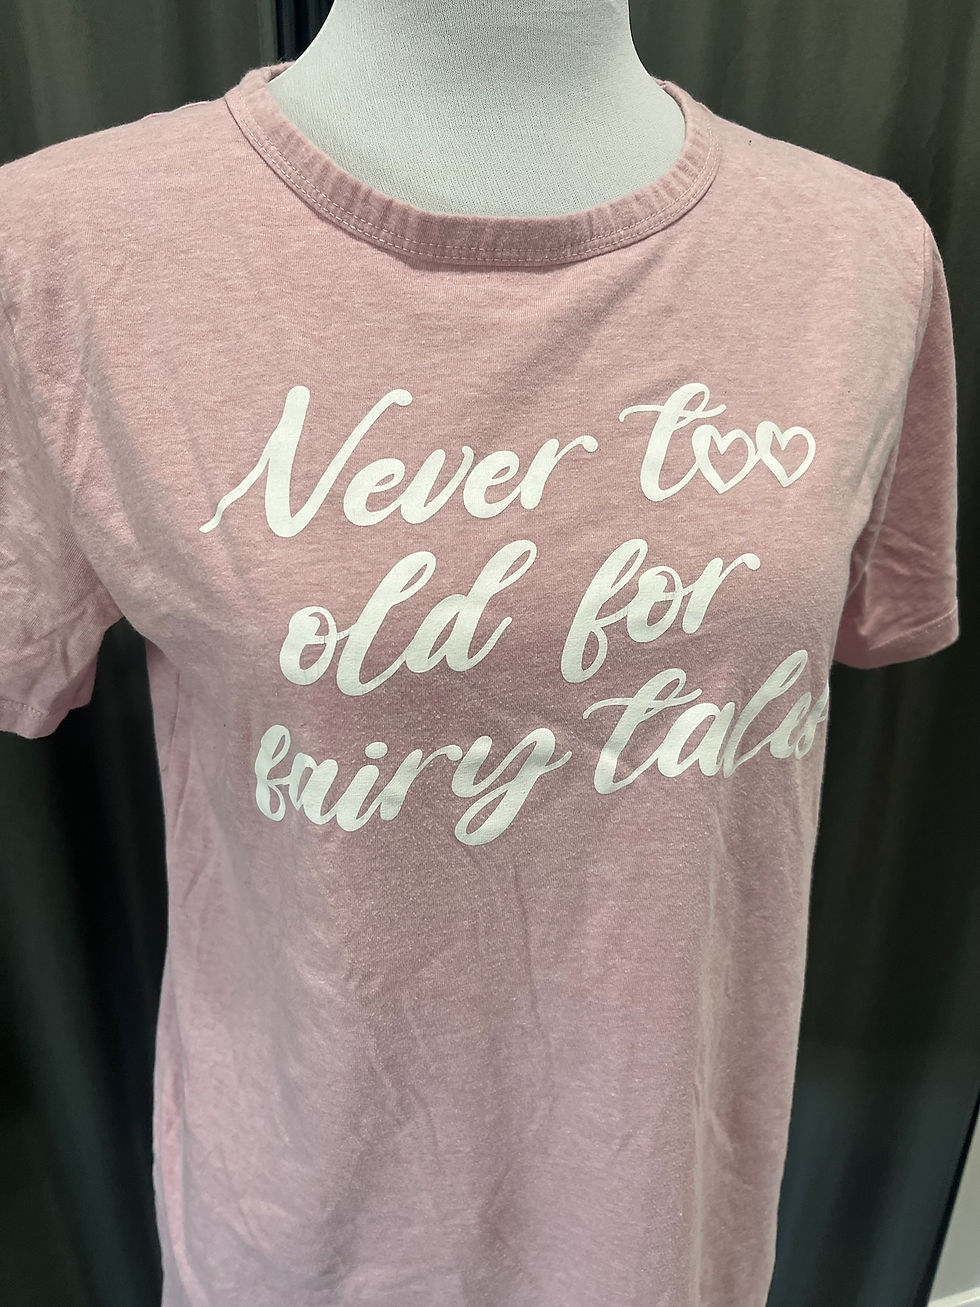 Never too
old for
fairy tales